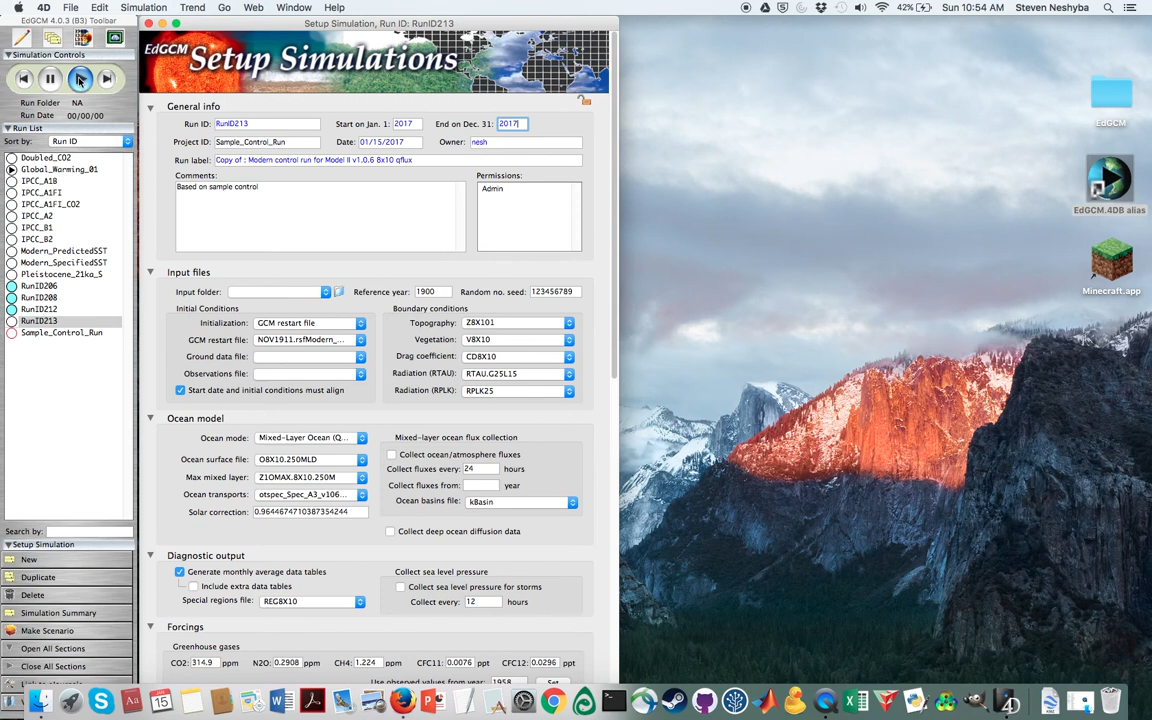 4D File Edit Simulation Trend Go Web Window Help
42% Sun 10:54 AM Steven Neshyba
EdGCM 4.0.3 (B3) Toolbar
Simulation Controls
Run Folder NA
Run Date 00/00/00
Run List
Sort by: Run ID
Doubled_CO2
Global_Warming_01
IPCC_A1B
IPCC_A1FI
IPCC_A1FI_CO2
IPCC_A2
IPCC_B1
IPCC_B2
Modern_PredictedSST
Modern_SpecifiedSST
Pleistocene_21ka_S
RunID206
RunID208
RunID212
RunID213
Sample_Control_Run
Search by:
Setup Simulation
New
Duplicate
Delete
Simulation Summary
Make Scenario
Open All Sections
Close All Sections
Setup Simulation, Run ID: RunID213
EdGCM Setup Simulations
General info
Run ID: RunID213 Start on Jan. 1: 2017 End on Dec. 31: 2017
Project ID: Sample_Control_Run Date: 01/15/2017 Owner: nesh
Run label: Copy of : Modern control run for Model II v1.0.6 8x10 qflux
Comments: Permissions:
Based on sample control Admin
Input files
Input folder: Reference year: 1900 Random no. seed: 123456789
Initial Conditions Boundary conditions
Initialization: GCM restart file Topography: Z8X101
GCM restart file: NOV1911.rsfModern_... Vegetation: V8X10
Ground data file: Drag coefficient: CD8X10
Observations file: Radiation (RTAU): RTAU.G25L15
Start date and initial conditions must align Radiation (RPLK): RPLK25
Ocean model
Ocean mode: Mixed-Layer Ocean (Q... Mixed-layer ocean flux collection
Collect ocean/atmosphere fluxes
Ocean surface file: O8X10.250MLD Collect fluxes every: 24 hours
Max mixed layer: Z1OMAX.8X10.250M Collect fluxes from: year
Ocean transports: otspec_Spec_A3_v106... Ocean basins file: kBasin
Solar correction: 0.9644674710387354244
Collect deep ocean diffusion data
Diagnostic output
Generate monthly average data tables Collect sea level pressure
Include extra data tables Collect sea level pressure for storms
Special regions file: REG8X10 Collect every: 12 hours
Forcings
Greenhouse gases
CO2: 314.9 ppm N2O: 0.2908 ppm CH4: 1.224 ppm CFC11: 0.0076 ppt CFC12: 0.0296 ppt
Use observed values from year: 1958 Set
EdGCM
EdGCM.4DB alias
Minecraft.app